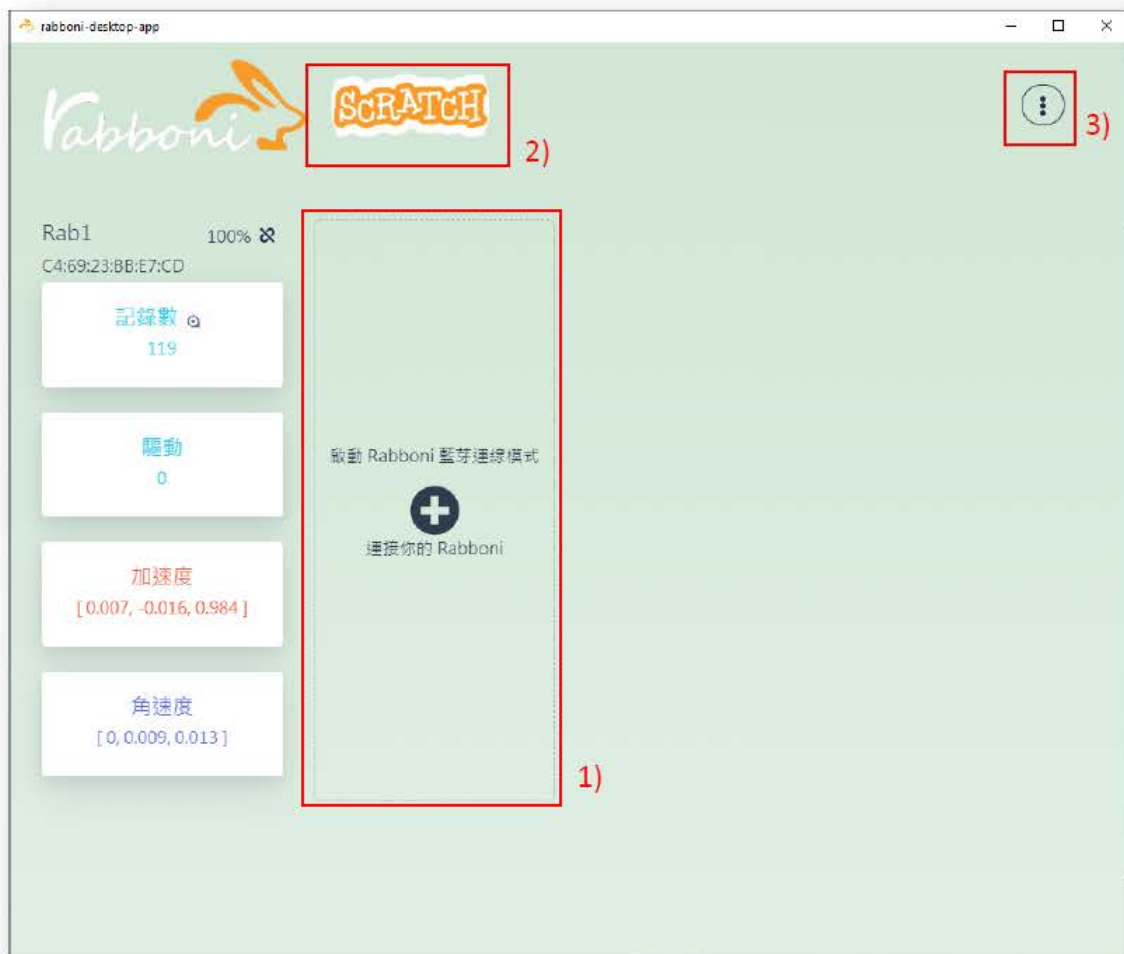 rabboni-desktop-app
rabboni
SCRATCH
2)
3)
Rab1
100%
C4:69:23:BB:E7:CD
記錄數
119
驅動
0
加速度
[ 0.007, -0.016, 0.984 ]
角速度
[ 0, 0.009, 0.013 ]
啟動 Rabboni 藍芽連線模式
連接你的 Rabboni
1)